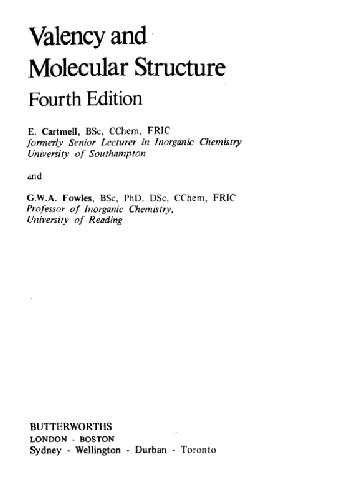 Valency and
Molecular Structure
Fourth Edition
E. Cartmell, BSc, CChem, FRIC
formerly Senior Lecturer in Inorganic Chemistry
University of Southampton
and
G.W.A. Fowles, BSc, PhD, DSc, CChem, FRIC
Professor of Inorganic Chemistry,
University of Reading
BUTTERWORTHS
LONDON - BOSTON
Sydney - Wellington - Durban - Toronto